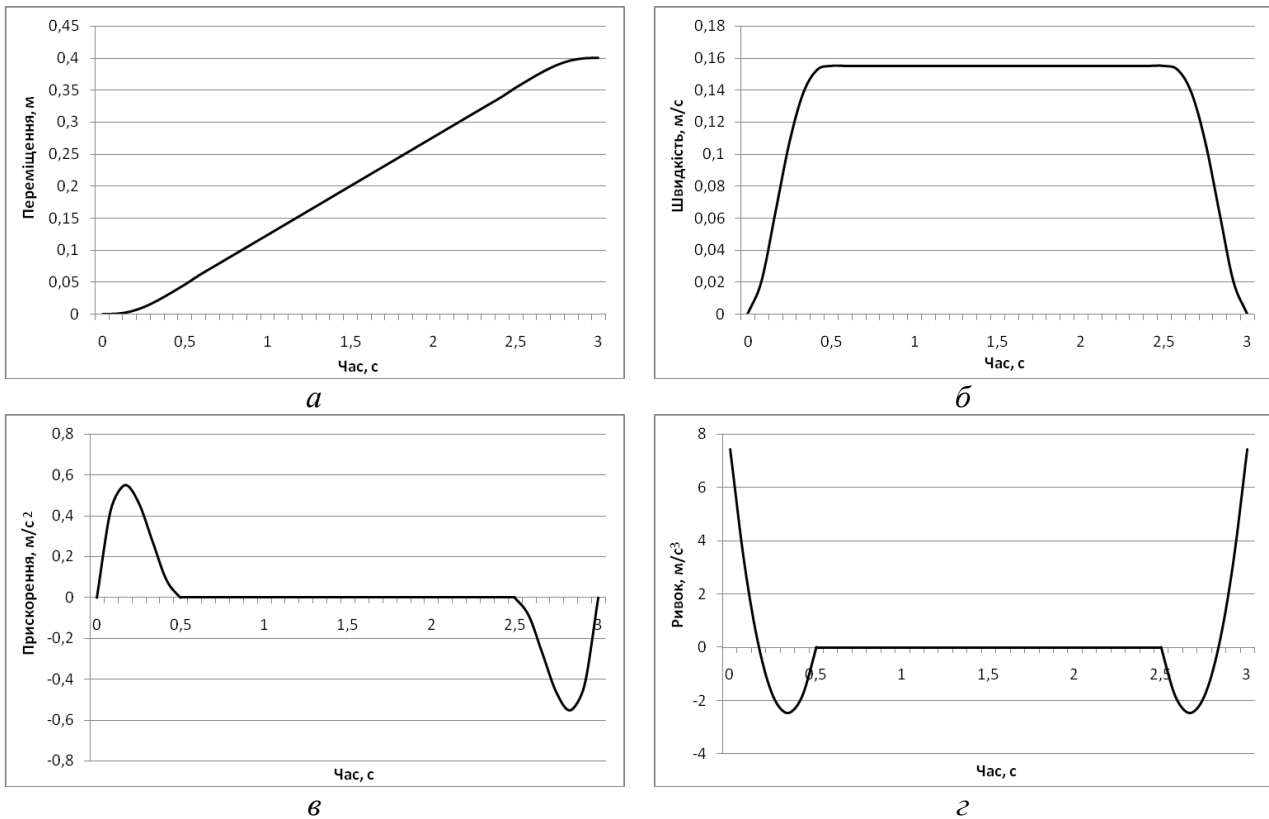 0,45
0,4
0,35
0,3
0,25
0,2
0,15
0,1
0,05
0
Переміщення, м
0 0,5 1 1,5 2 2,5 3
Час, с
а
0,18
0,16
0,14
0,12
0,1
0,08
0,06
0,04
0,02
0
Швидкість, м/с
0 0,5 1 1,5 2 2,5 3
Час, с
б
0,8
0,6
0,4
0,2
0
-0,2
-0,4
-0,6
-0,8
Прискорення, м/с 2
0 0,5 1 1,5 2 2,5 3
Час, с
в
8
6
4
2
0
-2
-4
Ривок, м/с3
0 0,5 1 1,5 2 2,5 3
Час, с
г